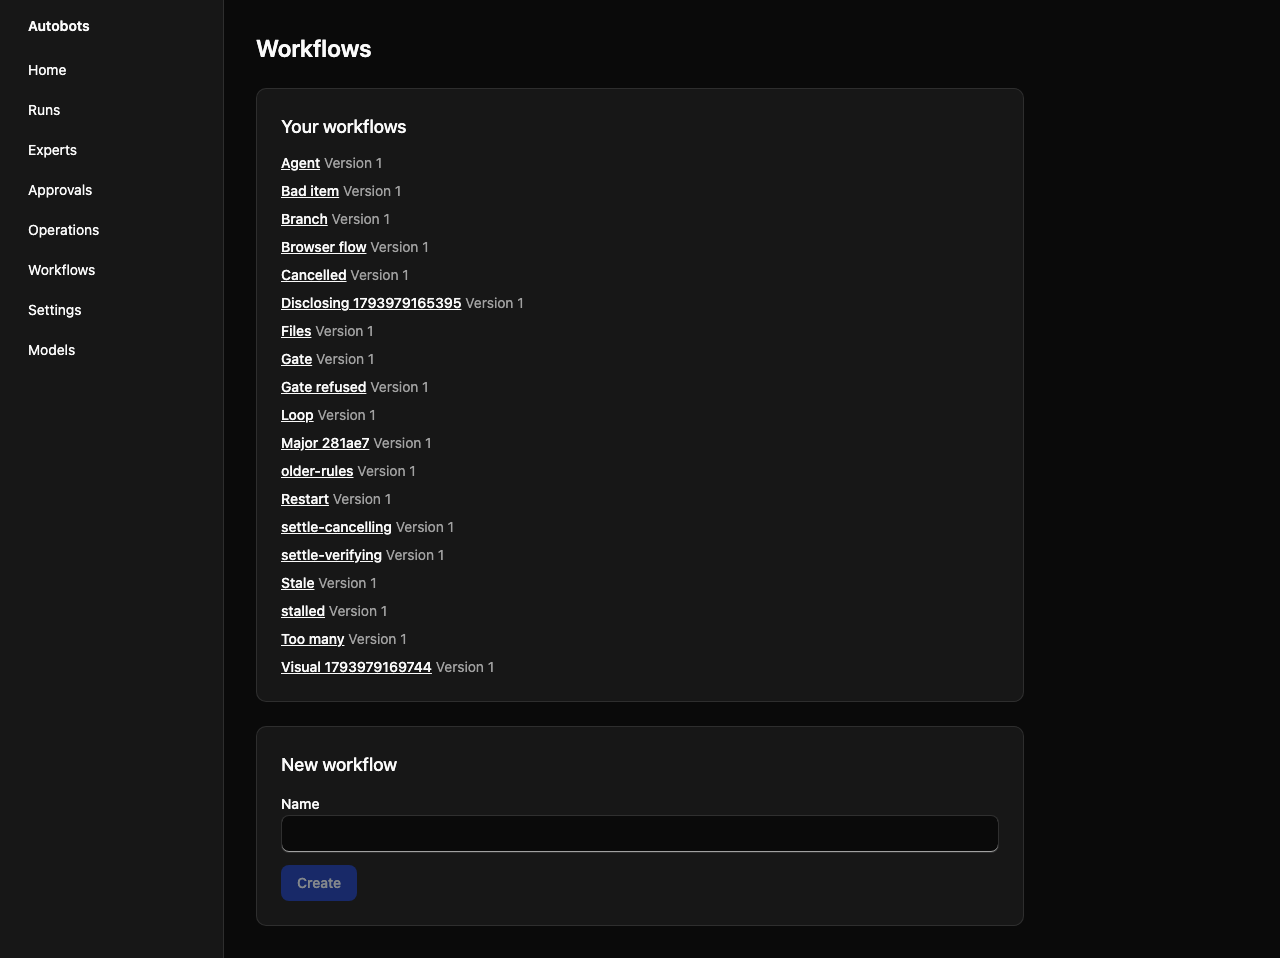 Autobots
Home
Runs
Experts
Approvals
Operations
Workflows
Settings
Models
Workflows
Your workflows
Agent Version 1
Bad item Version 1
Branch Version 1
Browser flow Version 1
Cancelled Version 1
Disclosing 1793979165395 Version 1
Files Version 1
Gate Version 1
Gate refused Version 1
Loop Version 1
Major 281ae7 Version 1
older-rules Version 1
Restart Version 1
settle-cancelling Version 1
settle-verifying Version 1
Stale Version 1
stalled Version 1
Too many Version 1
Visual 1793979169744 Version 1
New workflow
Name
Create